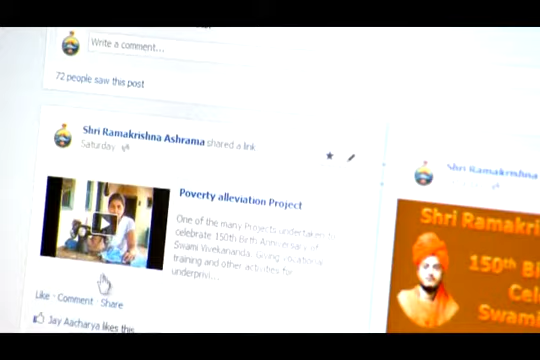 Write a comment...
72 people saw this post
Shri Ramakrishna Ashrama shared a link
Saturday
Poverty alleviation Project
One of the many Projects undertaken to
celebrate 150th Birth Anniversary of
Swami Vivekananda. Giving vocational
training and other activities for
underprivi...
Like · Comment · Share
Jay Aacharya likes this.
Shri Ramakrishna
Shri Ramakri
150th Bi
Cel
Swami